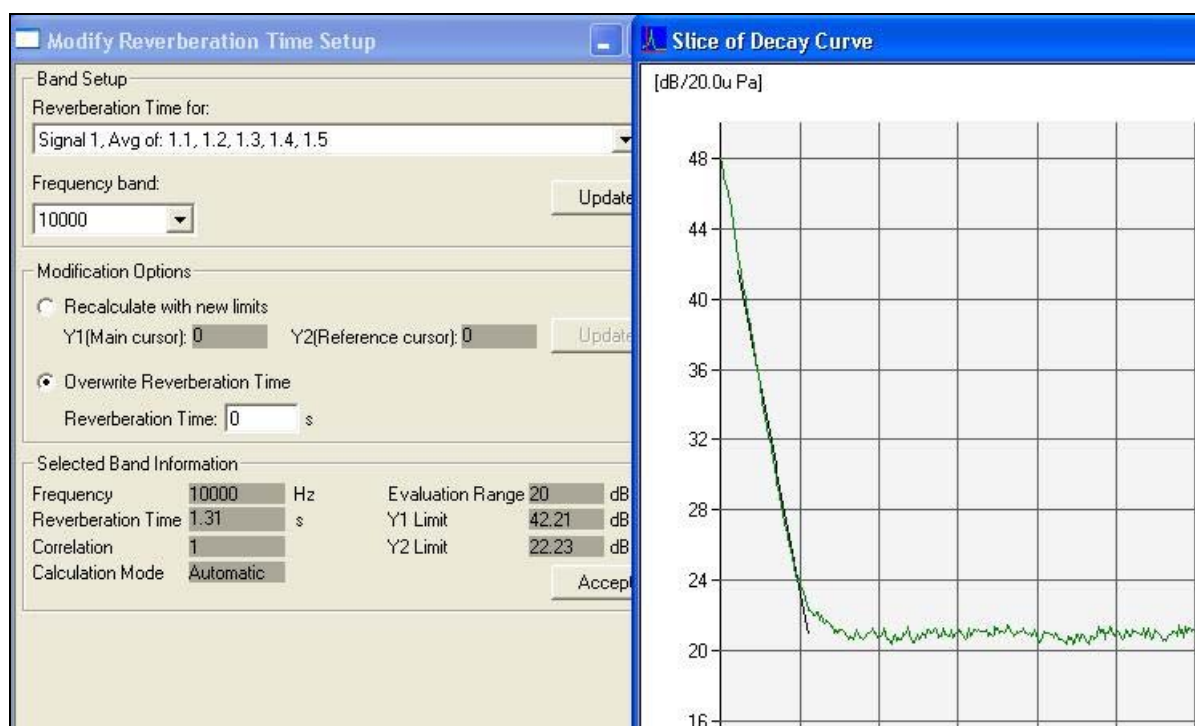 Modify Reverberation Time Setup
Band Setup
Reverberation Time for:
Signal 1, Avg of: 1.1, 1.2, 1.3, 1.4, 1.5
Frequency band:
10000
Update
Modification Options
Recalculate with new limits
Y1(Main cursor): 0 Y2(Reference cursor): 0 Update
Overwrite Reverberation Time
Reverberation Time: 0 s
Selected Band Information
Frequency 10000 Hz Evaluation Range 20 dB
Reverberation Time 1.31 s Y1 Limit 42.21 dB
Correlation 1 Y2 Limit 22.23 dB
Calculation Mode Automatic
Accept
Slice of Decay Curve
[dB/20.0u Pa]
48
44
40
36
32
28
24
20
16